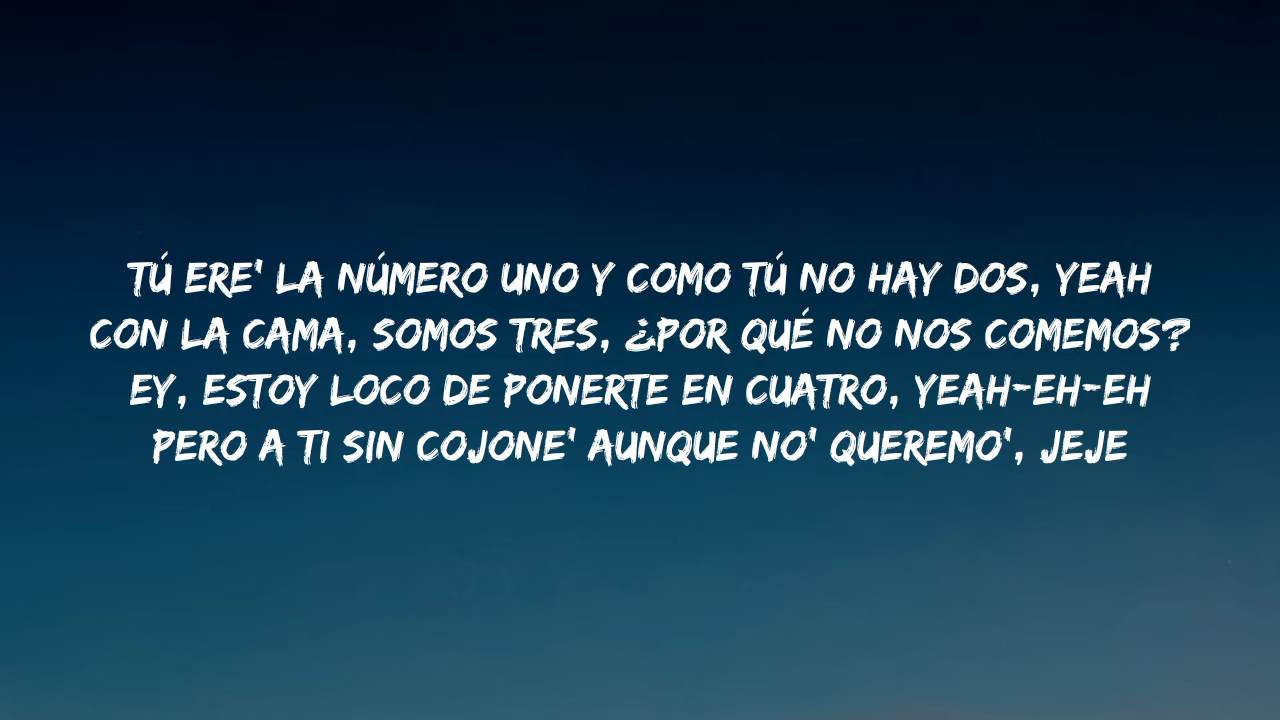 TÚ ERE' LA NÚMERO UNO Y COMO TÚ NO HAY DOS, YEAH
CON LA CAMA, SOMOS TRES, ¿POR QUÉ NO NOS COMEMOS?
EY, ESTOY LOCO DE PONERTE EN CUATRO, YEAH-EH-EH
PERO A TI SIN COJONE' AUNQUE NO' QUEREMO', JEJE